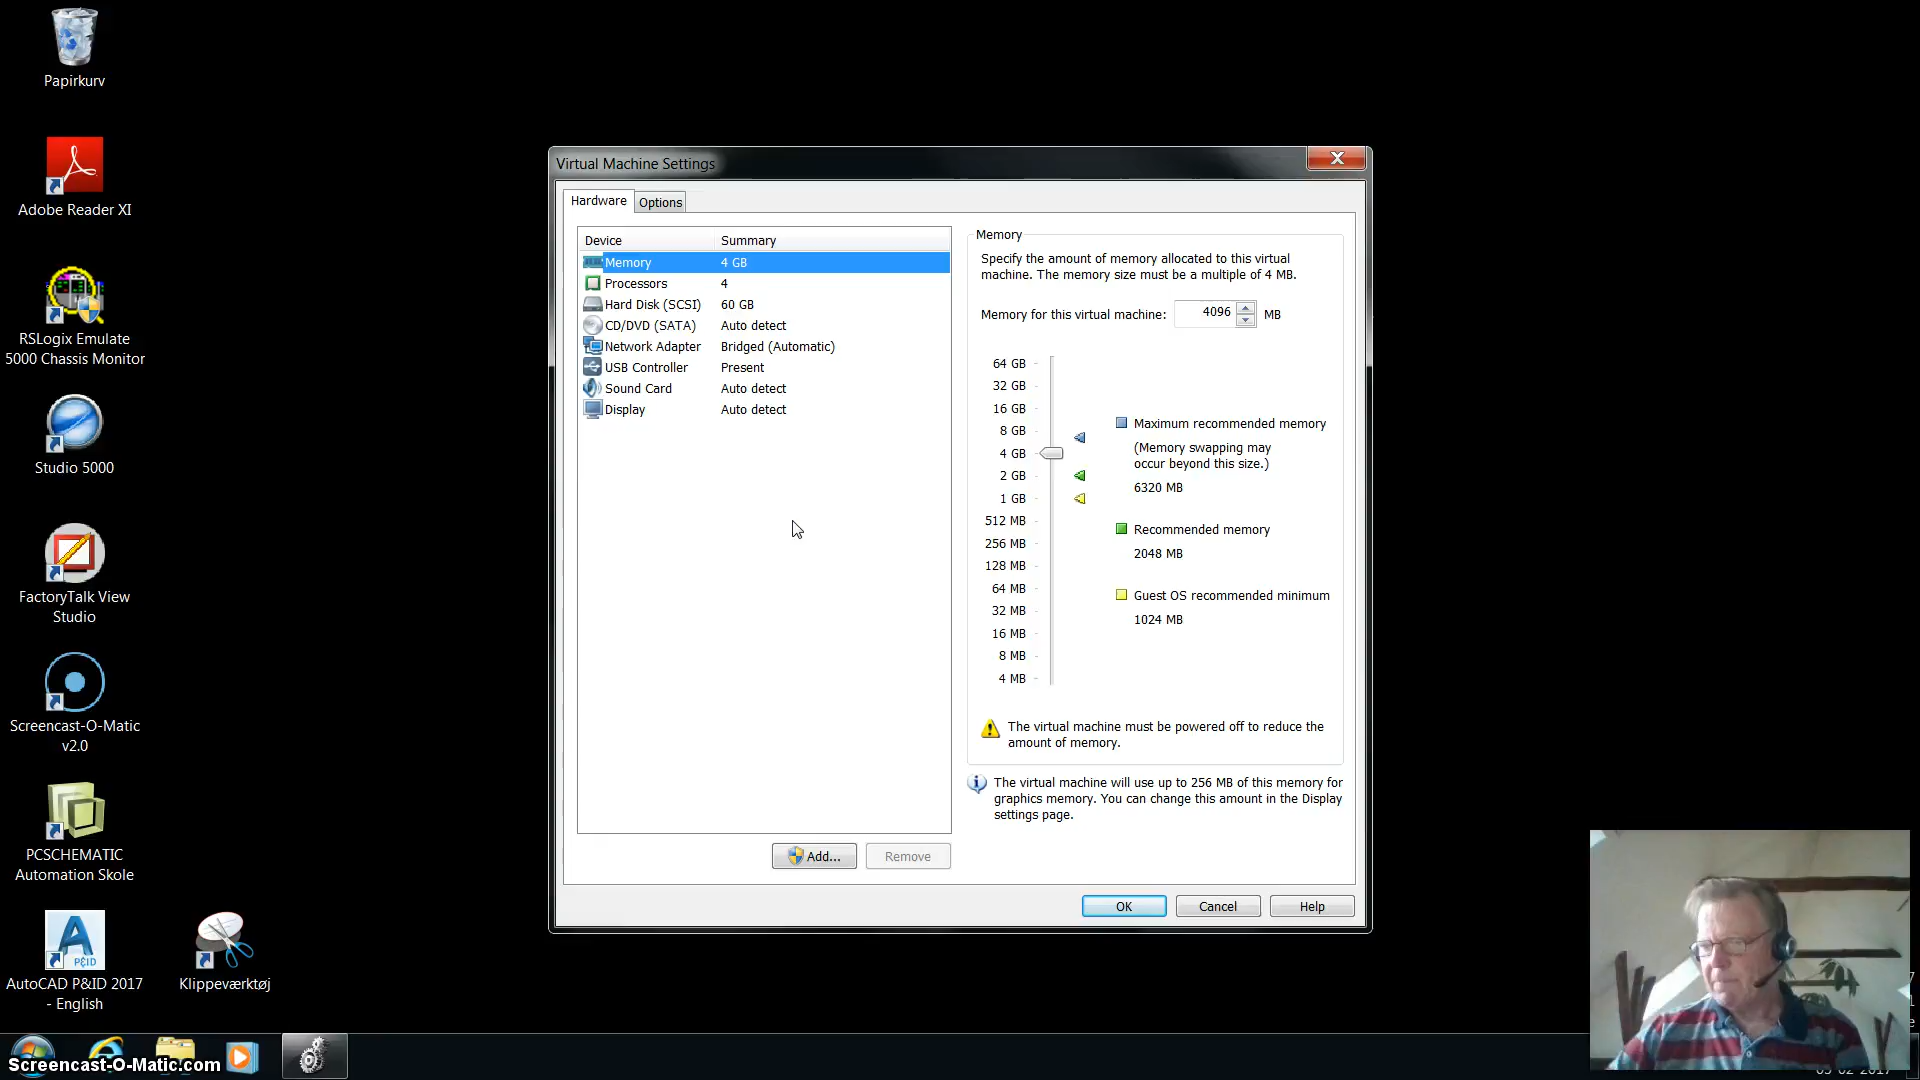 Papirkurv
Adobe Reader XI
RSLogix Emulate
5000 Chassis Monitor
Studio 5000
FactoryTalk View
Studio
Screencast-O-Matic
v2.0
PCSCHEMATIC
Automation Skole
A
P&ID
AutoCAD P&ID 2017
- English
Klippeværktøj
Virtual Machine Settings
Hardware
Options
Device Summary
Memory 4 GB
Processors 4
Hard Disk (SCSI) 60 GB
CD/DVD (SATA) Auto detect
Network Adapter Bridged (Automatic)
USB Controller Present
Sound Card Auto detect
Display Auto detect
Add...
Remove
Memory
Specify the amount of memory allocated to this virtual
machine. The memory size must be a multiple of 4 MB.
Memory for this virtual machine: 4096 MB
64 GB
32 GB
16 GB
8 GB
4 GB
2 GB
1 GB
512 MB
256 MB
128 MB
64 MB
32 MB
16 MB
8 MB
4 MB
Maximum recommended memory
(Memory swapping may
occur beyond this size.)
6320 MB
Recommended memory
2048 MB
Guest OS recommended minimum
1024 MB
The virtual machine must be powered off to reduce the
amount of memory.
The virtual machine will use up to 256 MB of this memory for
graphics memory. You can change this amount in the Display
settings page.
OK
Cancel
Help
Screencast-O-Matic.com